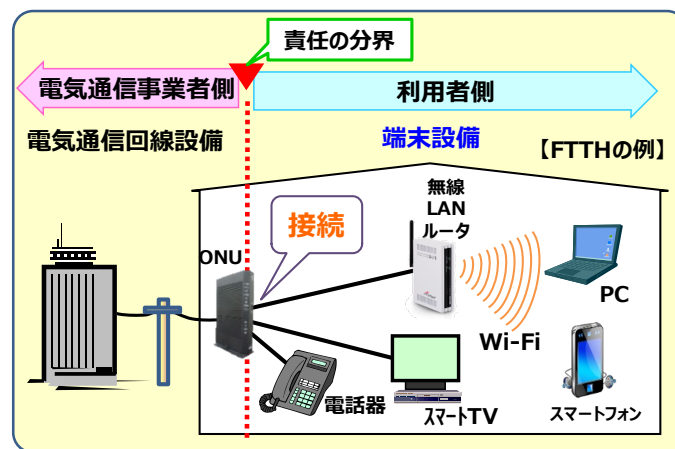 責任の分界
電気通信事業者側
利用者側
電気通信回線設備
端末設備
【FTTHの例】
無線
LAN
ルータ
接続
ONU
PC
Wi-Fi
電話器
スマートTV
スマートフォン